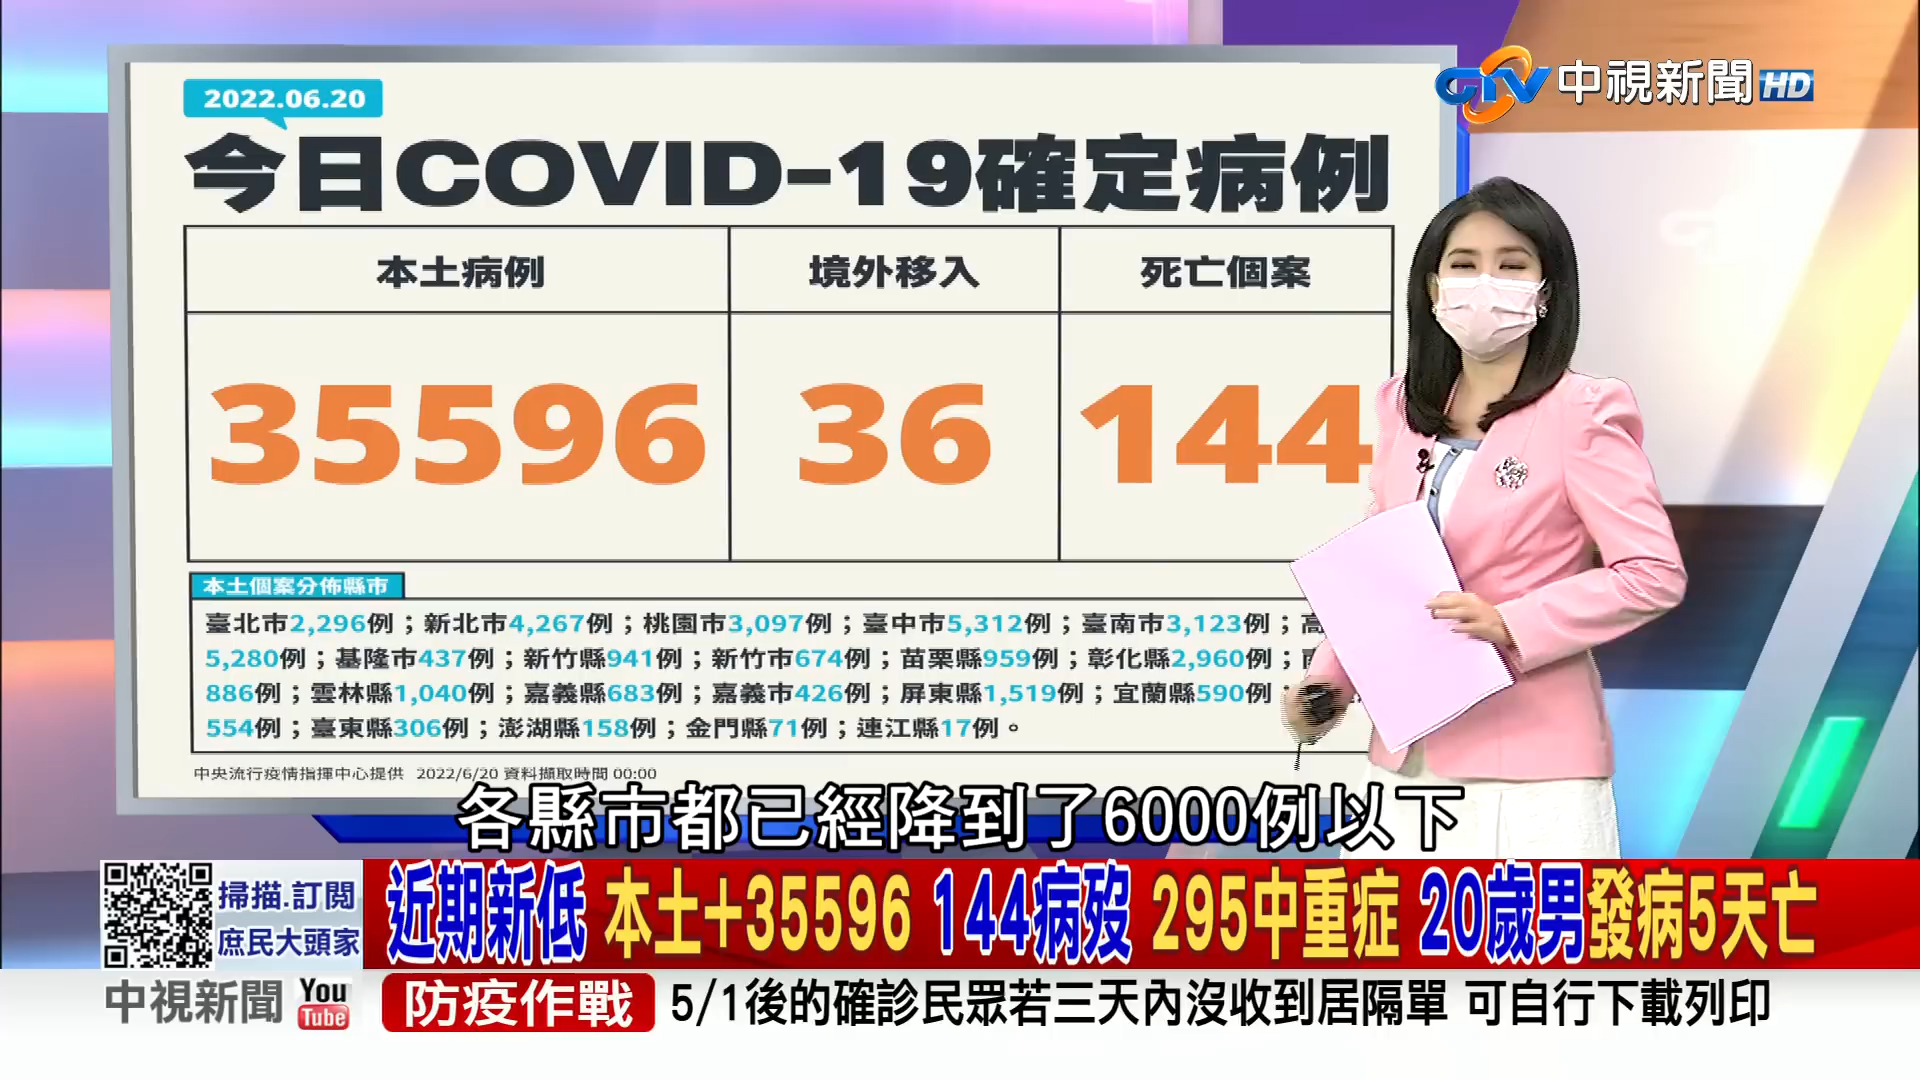 2022.06.20
CTV 中視新聞 HD
今日COVID-19確定病例
本土病例 境外移入 死亡個案
35596 36 144
本土個案分佈縣市
臺北市2,296例；新北市4,267例；桃園市3,097例；臺中市5,312例；臺南市3,123例；高
5,280例；基隆市437例；新竹縣941例；新竹市674例；苗栗縣959例；彰化縣2,960例；
886例；雲林縣1,040例；嘉義縣683例；嘉義市426例；屏東縣1,519例；宜蘭縣590例
554例；臺東縣306例；澎湖縣158例；金門縣71例；連江縣17例。
中央流行疫情指揮中心提供 2022/6/20 資料擷取時間 00:00
各縣市都已經降到了6000例以下
掃描.訂閱
庶民大頭家
近期新低 本土+35596 144病歿 295中重症 20歲男發病5天亡
中視新聞 YouTube 防疫作戰 5/1後的確診民眾若三天內沒收到居隔單 可自行下載列印